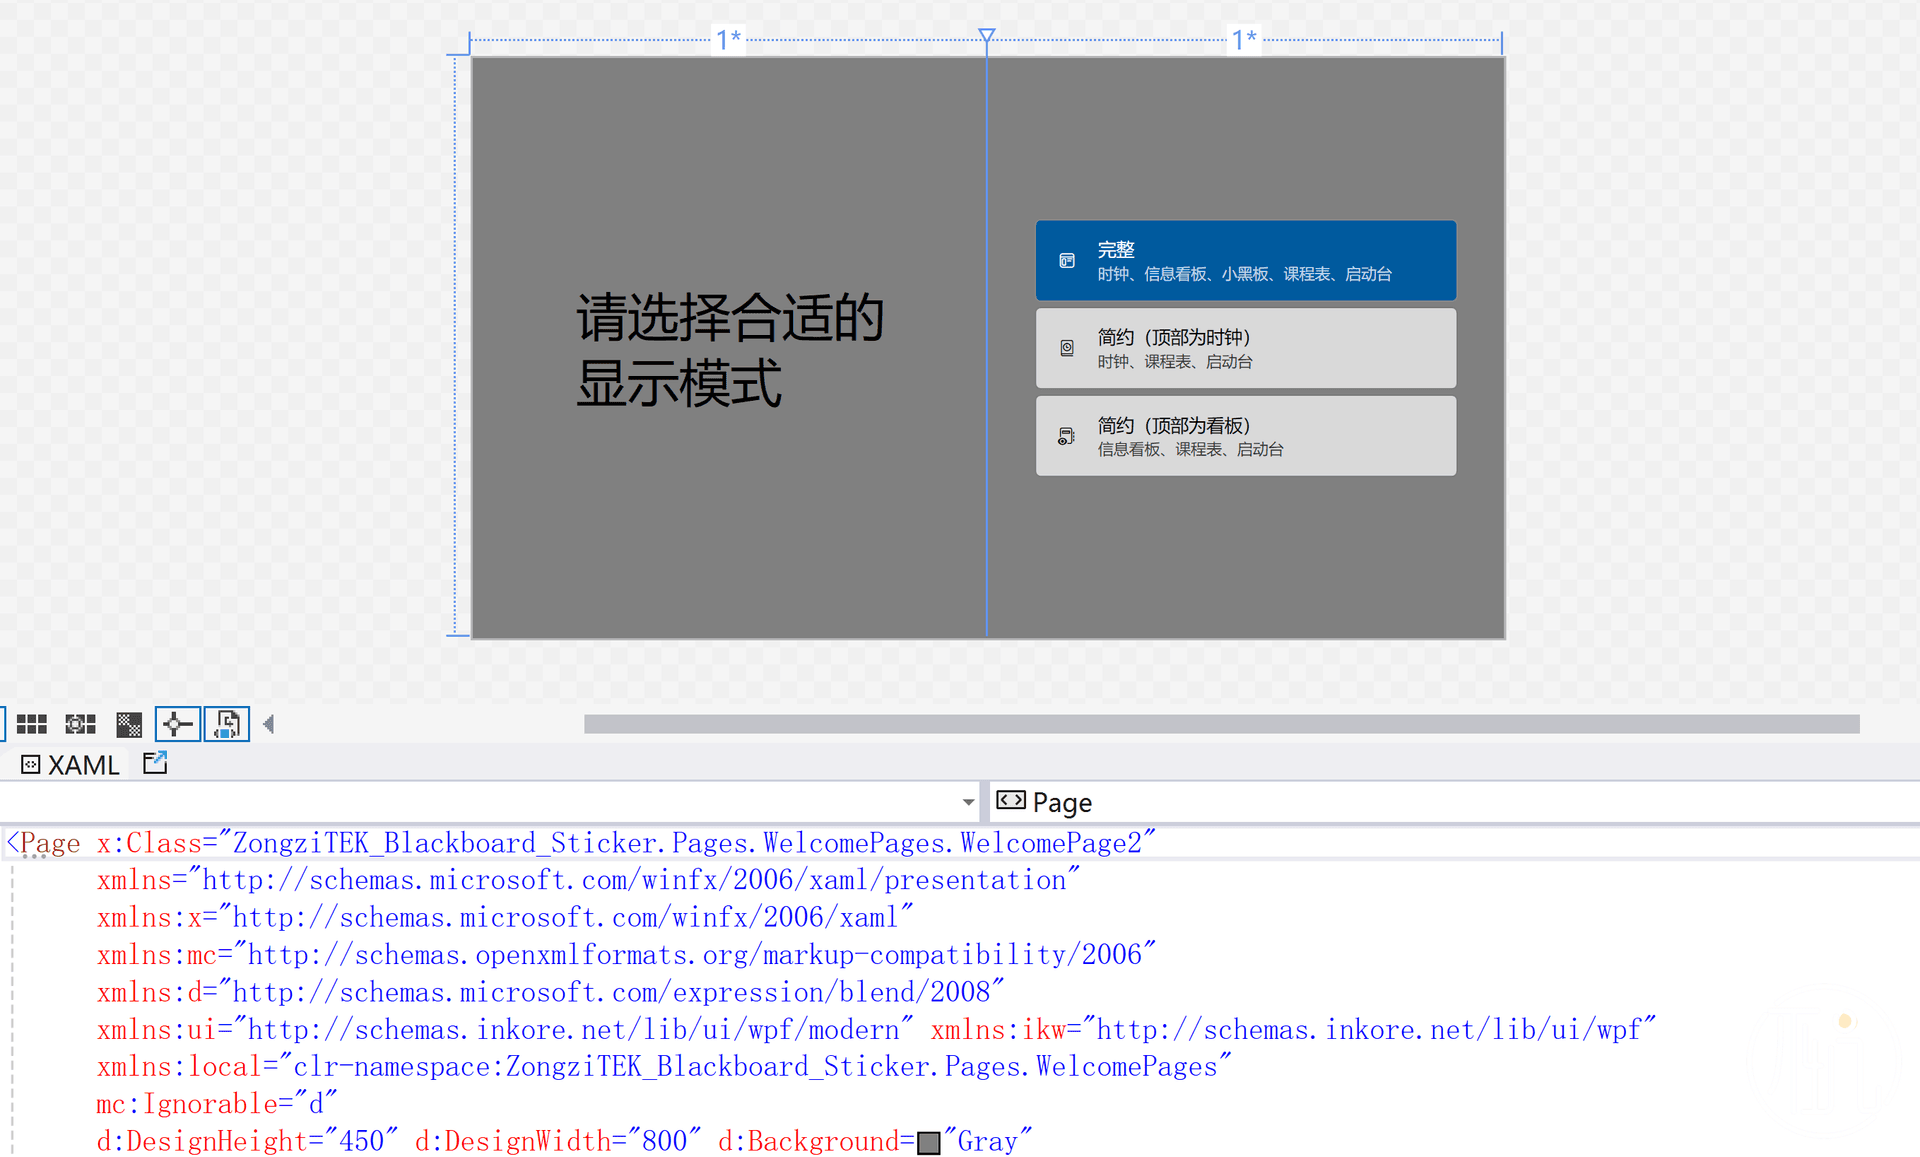 1*
1*
请选择合适的
显示模式
完整
时钟、信息看板、小黑板、课程表、启动台
简约（顶部为时钟）
时钟、课程表、启动台
简约（顶部为看板）
信息看板、课程表、启动台
XAML
Page
<Page x:Class="ZongziTEK_Blackboard_Sticker.Pages.WelcomePages.WelcomePage2"
xmlns="http://schemas.microsoft.com/winfx/2006/xaml/presentation"
xmlns:x="http://schemas.microsoft.com/winfx/2006/xaml"
xmlns:mc="http://schemas.openxmlformats.org/markup-compatibility/2006"
xmlns:d="http://schemas.microsoft.com/expression/blend/2008"
xmlns:ui="http://schemas.inkore.net/lib/ui/wpf/modern" xmlns:ikw="http://schemas.inkore.net/lib/ui/wpf"
xmlns:local="clr-namespace:ZongziTEK_Blackboard_Sticker.Pages.WelcomePages"
mc:Ignorable="d"
d:DesignHeight="450" d:DesignWidth="800" d:Background="Gray"